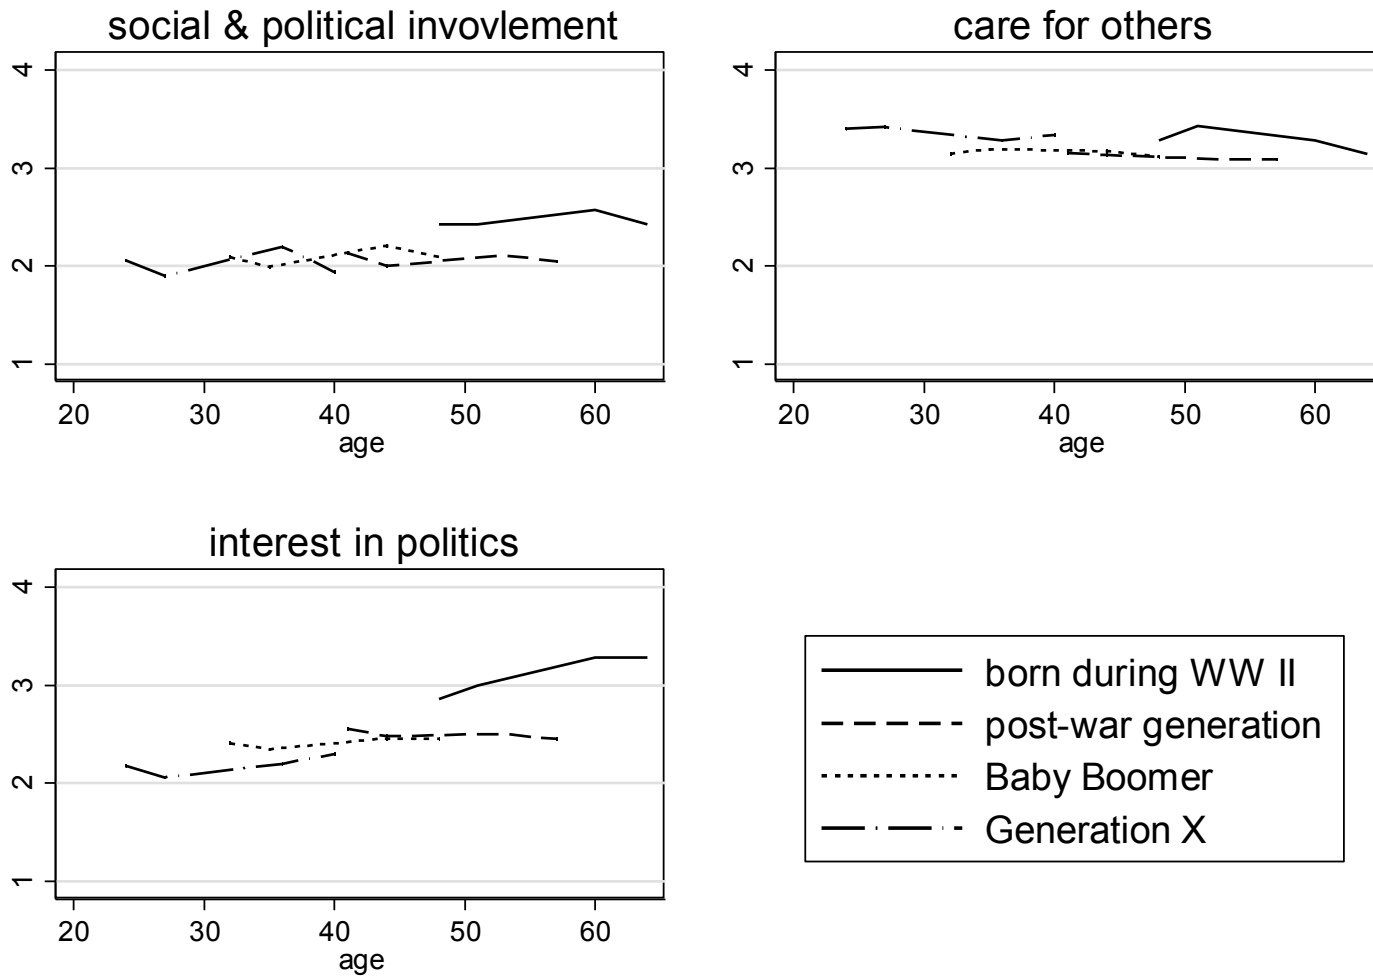 social & political invovlement
4
3
2
1
20 30 40 50 60
age
care for others
4
3
2
1
20 30 40 50 60
age
interest in politics
4
3
2
1
20 30 40 50 60
age
born during WW II
post-war generation
Baby Boomer
Generation X